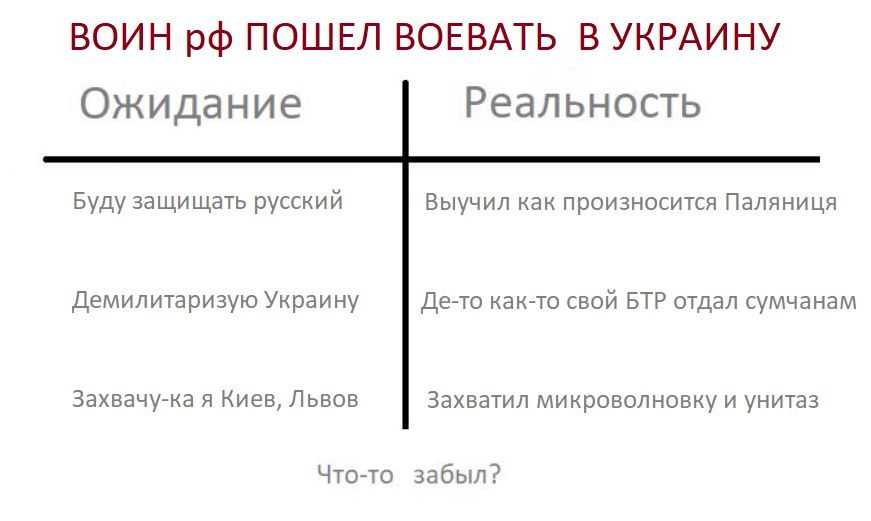 ВОИН рф ПОШЕЛ ВОЕВАТЬ В УКРАИНУ
Ожидание Реальность
Буду защищать русский Выучил как произносится Паляниця
Демилитаризую Украину Де-то как-то свой БТР отдал сумчанам
Захвачу-ка я Киев, Львов Захватил микроволновку и унитаз
Что-то забыл?